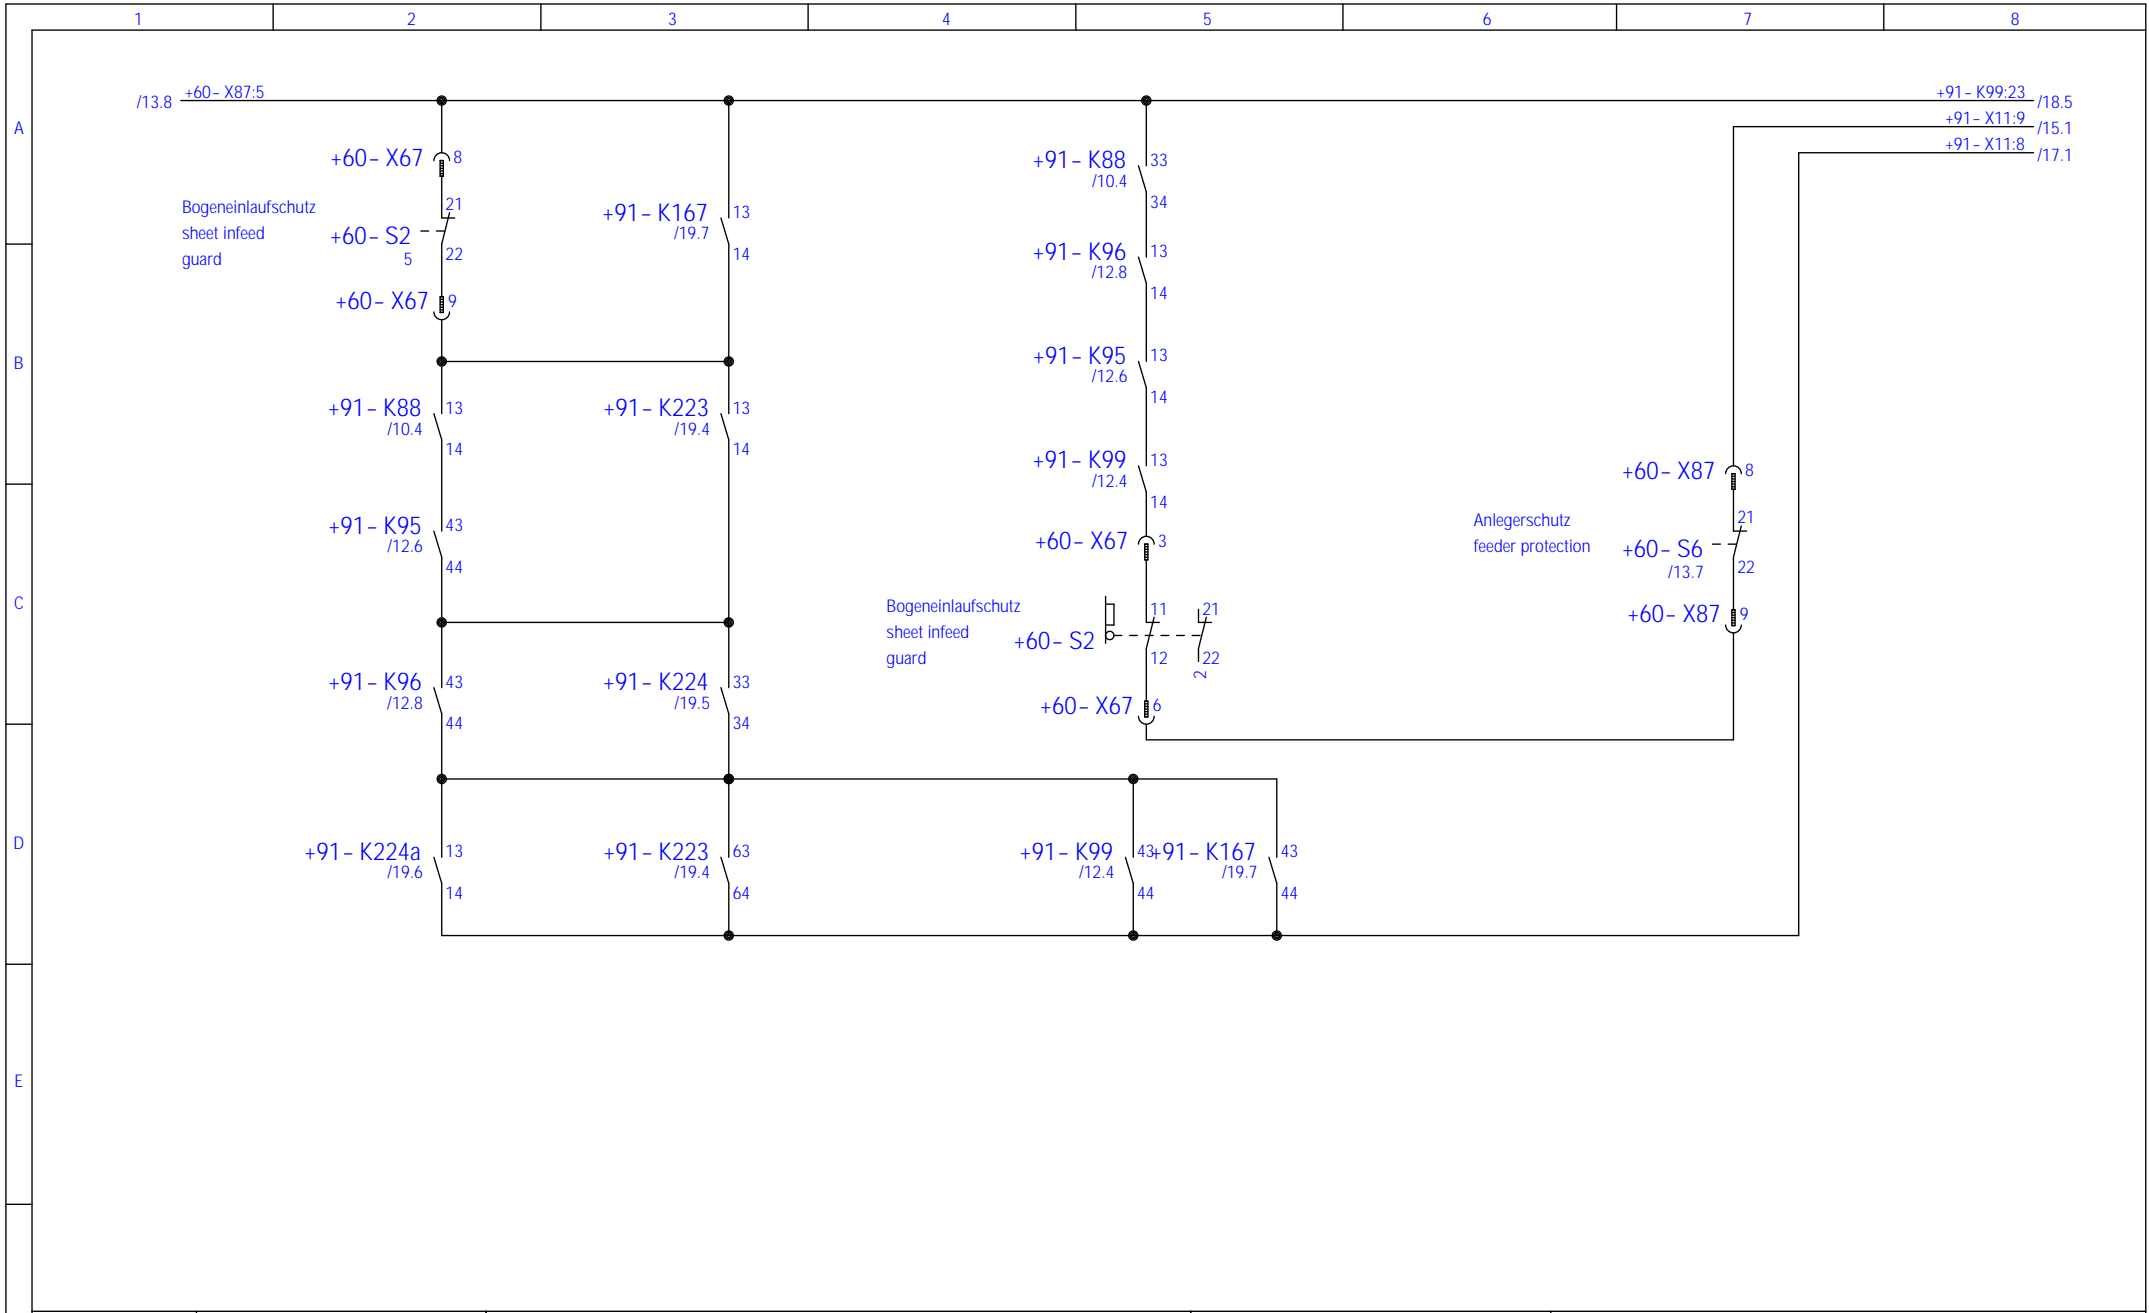 1 2 3 4 5 6 7 8
A
B
C
D
E
/13.8 +60-X87:5
+91-K99:23 /18.5
+91-X11:9 /15.1
+91-X11:8 /17.1
+60-X67 8
Bogeneinlaufschutz
sheet infeed
guard
21
+60-S2
5 22
+60-X67 9
+91-K88 13
/10.4
14
+91-K95 43
/12.6
44
+91-K96 43
/12.8
44
+91-K224a 13
/19.6
14
+91-K167 13
/19.7
14
+91-K223 13
/19.4
14
+91-K224 33
/19.5
34
+91-K223 63
/19.4
64
+91-K88 33
/10.4
34
+91-K96 13
/12.8
14
+91-K95 13
/12.6
14
+91-K99 13
/12.4
14
+60-X67 3
Bogeneinlaufschutz
sheet infeed
guard
11 21
+60-S2
12 22
2
+60-X67 6
+91-K99 43
/12.4
44
+91-K167 43
/19.7
44
+60-X87 8
Anlegerschutz
feeder protection
21
+60-S6
/13.7 22
+60-X87 9